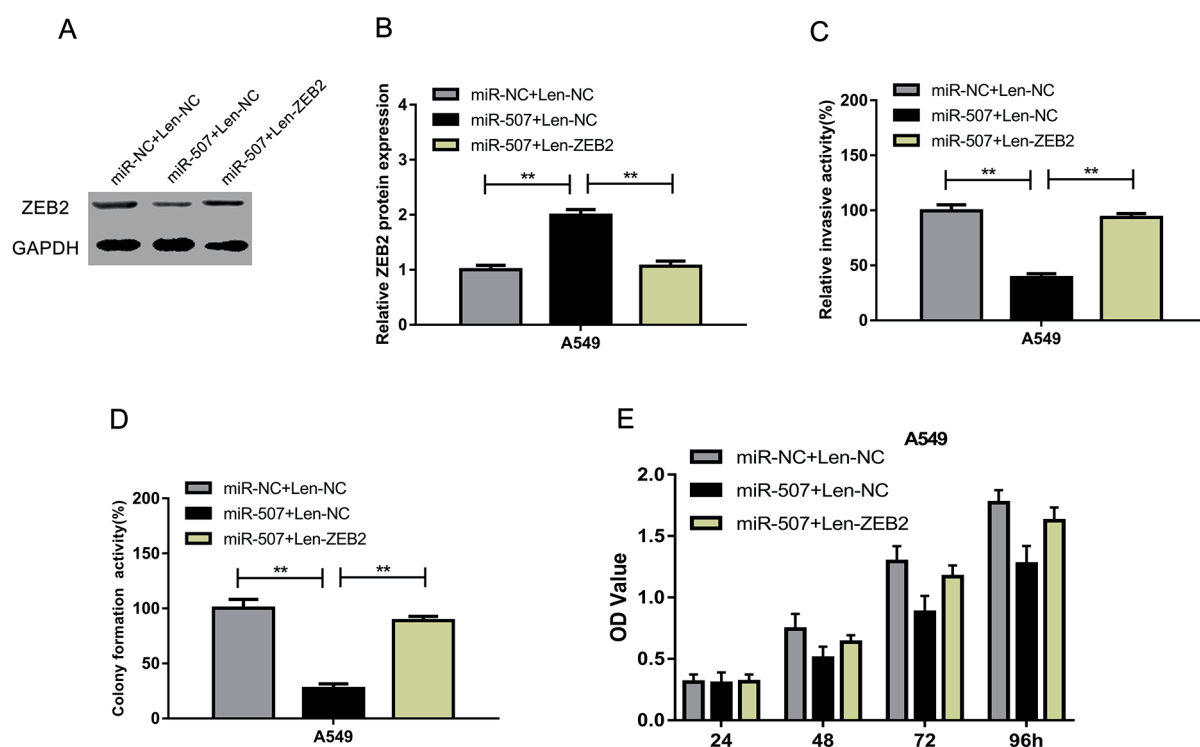 A
miR-NC+Len-NC
miR-507+Len-NC
miR-507+Len-ZEB2
ZEB2
GAPDH
B
miR-NC+Len-NC
miR-507+Len-NC
miR-507+Len-ZEB2
Relative ZEB2 protein expression
4
3
2
1
0
** **
A549
C
miR-NC+Len-NC
miR-507+Len-NC
miR-507+Len-ZEB2
Relative invasive activity(%)
200
150
100
50
0
** **
A549
D
miR-NC+Len-NC
miR-507+Len-NC
miR-507+Len-ZEB2
Colony formation activity(%)
200
150
100
50
0
** **
A549
E
A549
miR-NC+Len-NC
miR-507+Len-NC
miR-507+Len-ZEB2
OD Value
2.0
1.5
1.0
0.5
0.0
24 48 72 96h